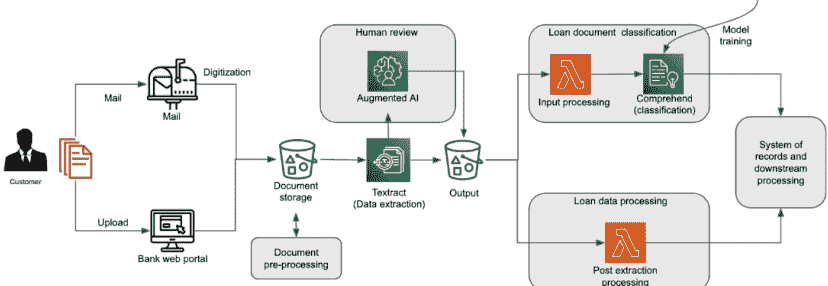 Human review
Loan document classification
Model
training
Digitization
Mail
Mail
Augmented AI
Input processing
Comprehend
(classification)
Customer
Document
storage
Textract
(Data extraction)
Output
System of
records and
downstream
processing
Upload
Bank web portal
Document
pre-processing
Loan data processing
Post extraction
processing